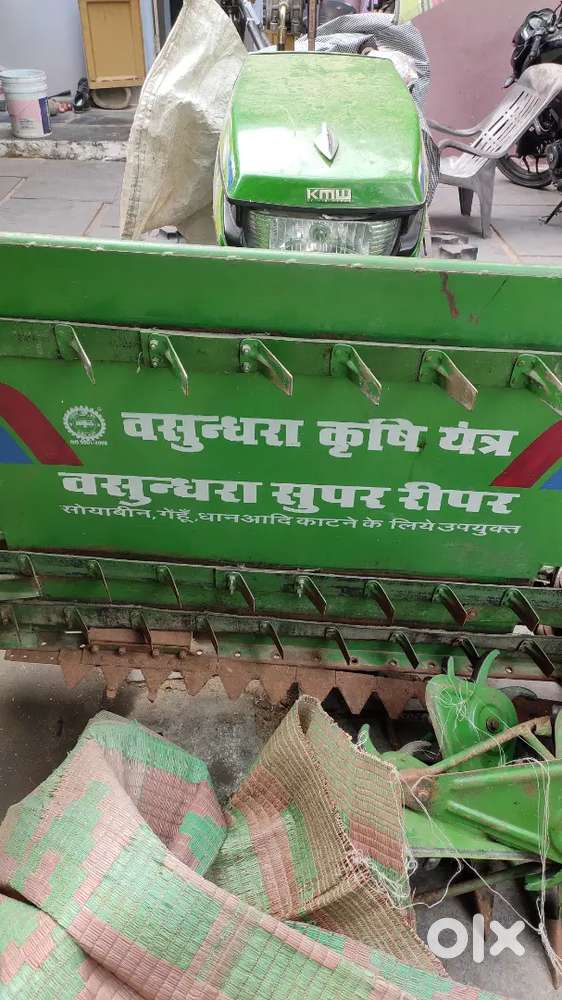 KMW
वसुन्धरा कृषि यंत्र
वसुन्धरा सुपर रीपर
सोयाबीन, गेहूँ, धान आदि काटने के लिये उपयुक्त
olx